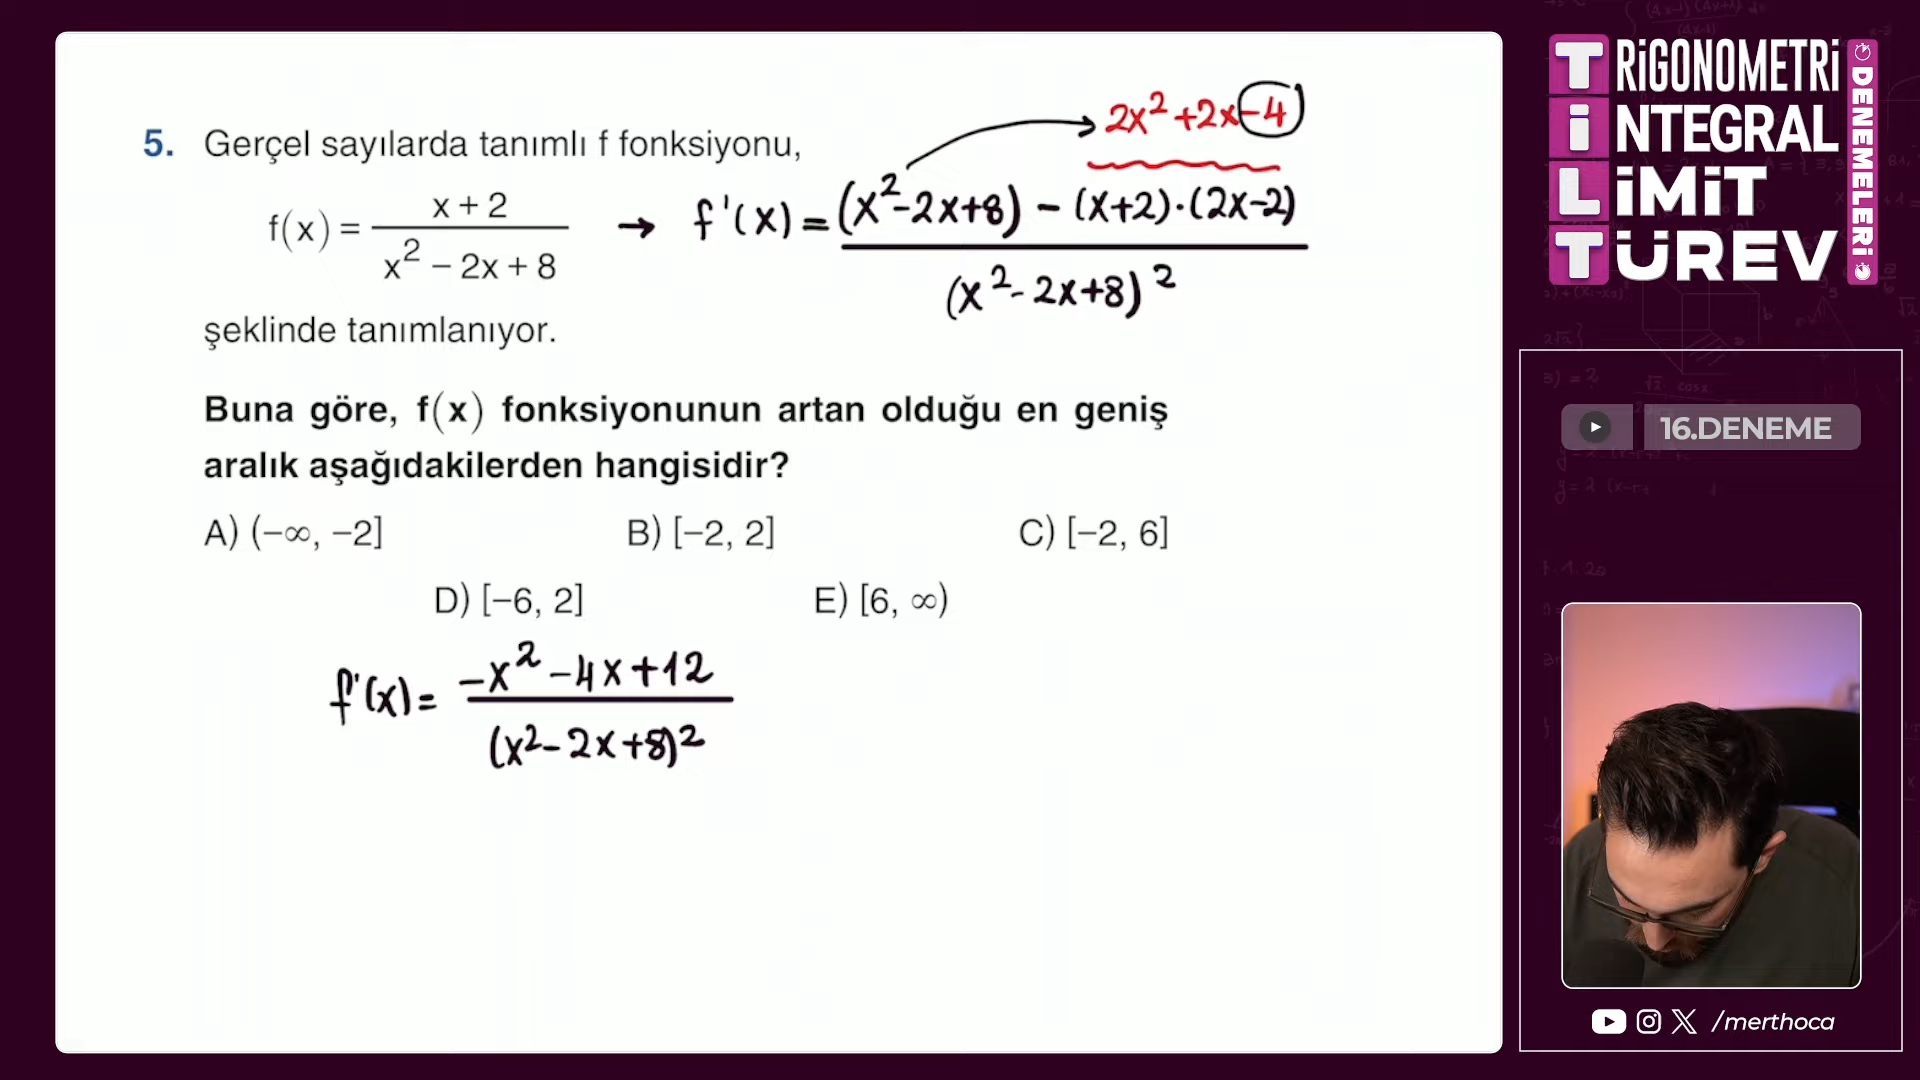 2x² + 2x - 4
5. Gerçel sayılarda tanımlı f fonksiyonu,
f(x) = (x + 2) / (x² − 2x + 8) → f'(x) = ((x² - 2x + 8) - (x+2)·(2x-2)) / (x² - 2x + 8)²
şeklinde tanımlanıyor.
Buna göre, f(x) fonksiyonunun artan olduğu en geniş
aralık aşağıdakilerden hangisidir?
A) (−∞, −2] B) [−2, 2] C) [−2, 6]
D) [−6, 2] E) [6, ∞)
f'(x) = (-x² - 4x + 12) / (x² - 2x + 8)²
TRİGONOMETRİ
İNTEGRAL
LİMİT
TÜREV
DENEMELERİ
16.DENEME
/merthoca